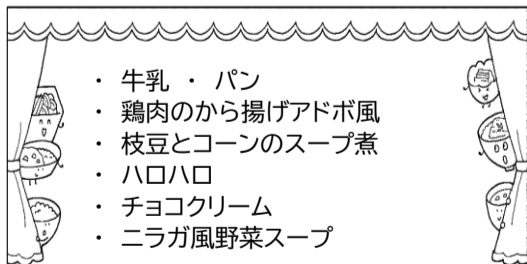 ・ 牛乳 ・ パン
・ 鶏肉のから揚げアドボ風
・ 枝豆とコーンのスープ煮
・ ハロハロ
・ チョコクリーム
・ ニラガ風野菜スープ